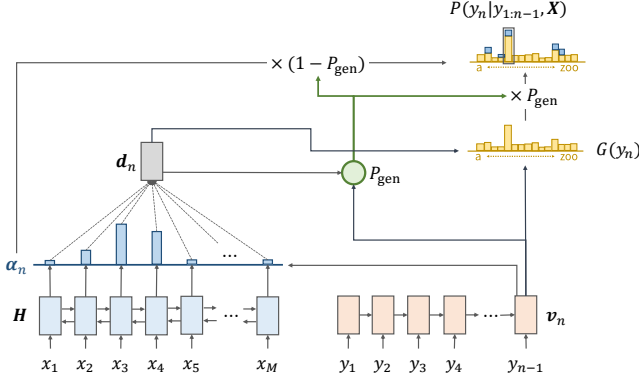 P(y_n|y_{1:n−1}, X)
× (1 − P_gen)
a zoo
× P_gen
d_n
P_gen
G(y_n)
a zoo
α_n
...
H
...
...
v_n
x_1 x_2 x_3 x_4 x_5 x_M
y_1 y_2 y_3 y_4 y_{n−1}